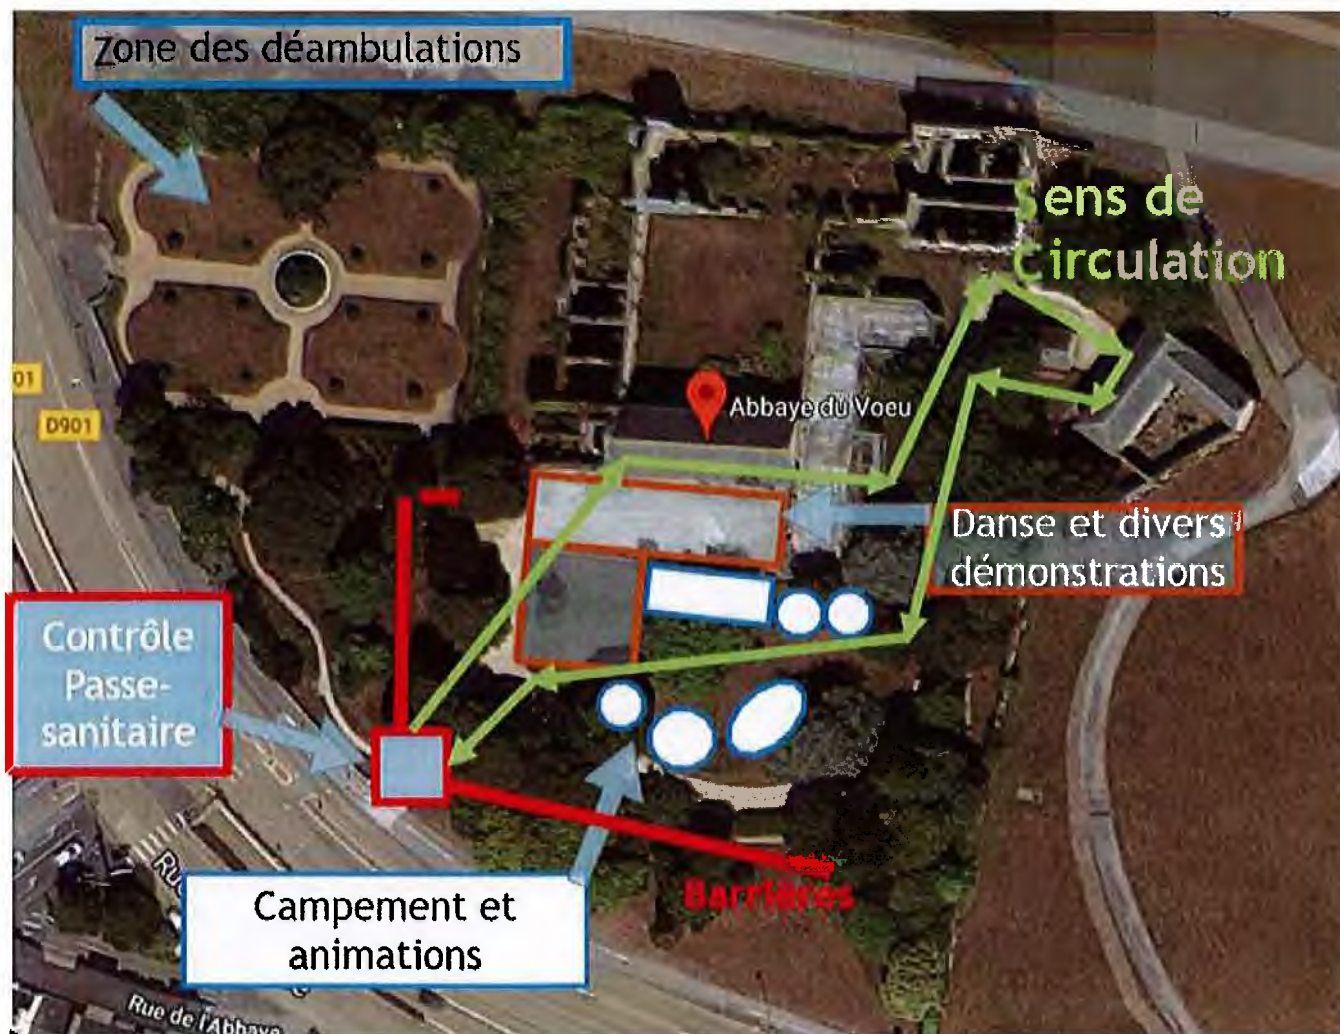 Zone des déambulations
Sens de
Circulation
01
D901
Abbaye du Voeu
Danse et divers
démonstrations
Contrôle
Passe-
sanitaire
Barrières
Campement et
animations
Rue de l'Abbaye